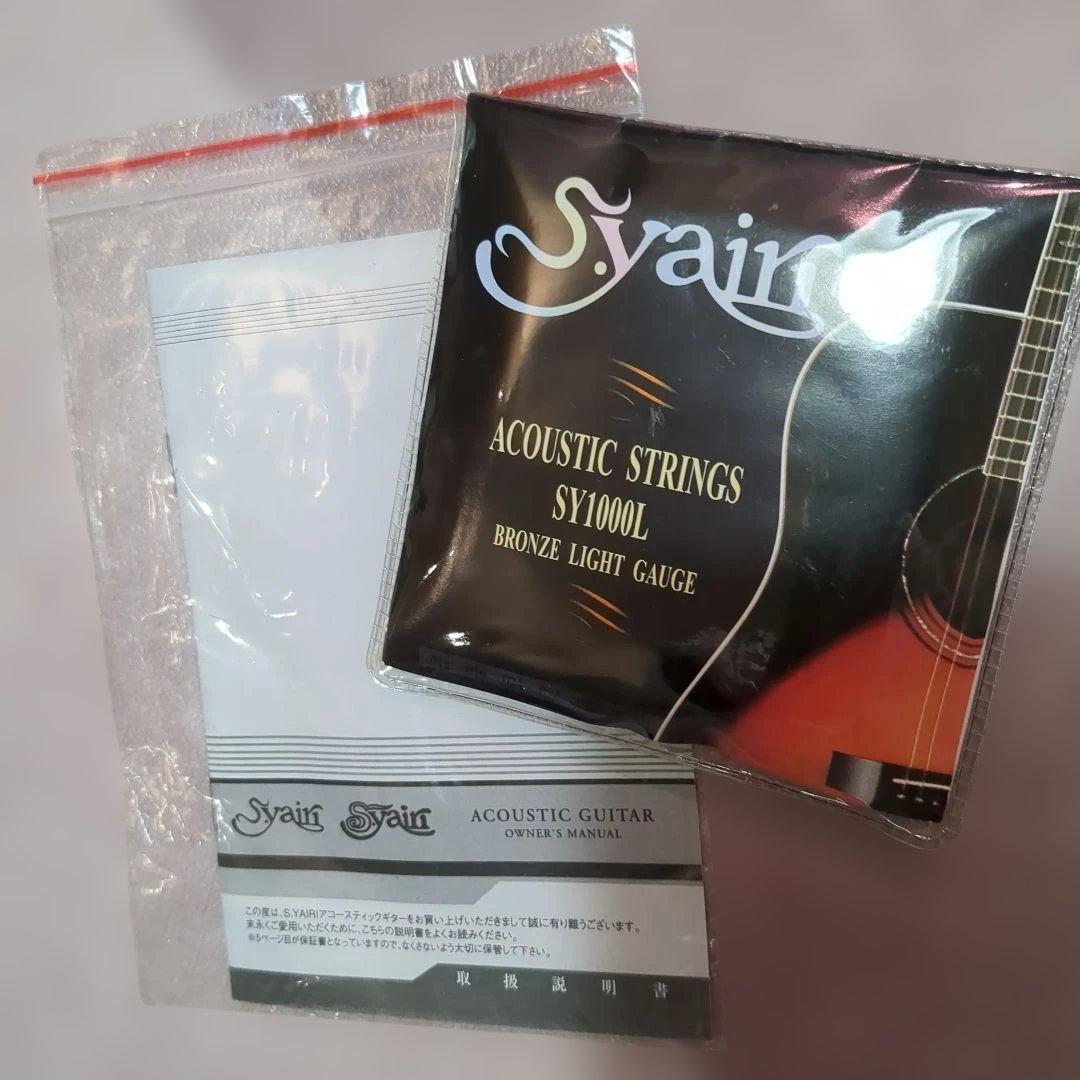 S.yairi
ACOUSTIC STRINGS
SY1000L
BRONZE LIGHT GAUGE
S.yairi S.yairi ACOUSTIC GUITAR
OWNER'S MANUAL
この度は、S.YAIRIアコースティックギターをお買い上げいただきまして誠に有り難うございます。
末永くご愛用いただくために、こちらの説明書をよくお読みください。
※5ページ目が保証書となっていますので、なくさないよう大切に保管して下さい。
取扱説明書